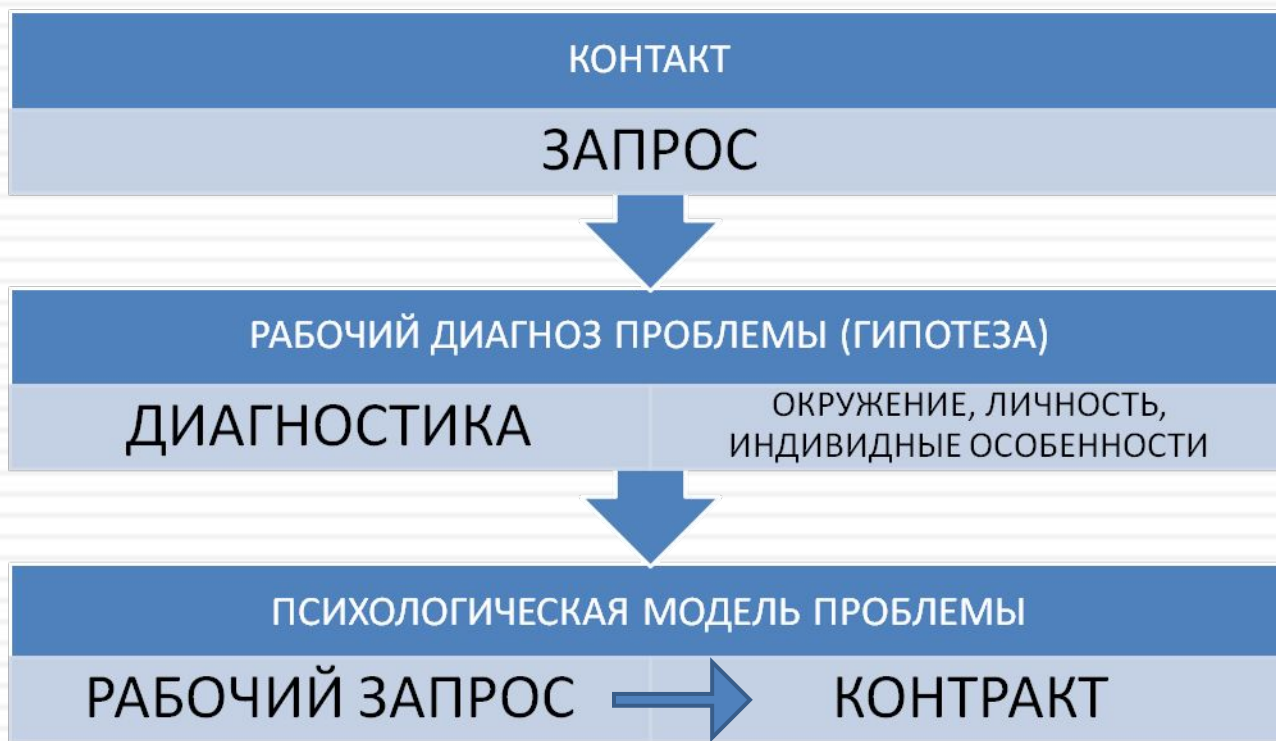 КОНТАКТ
ЗАПРОС
РАБОЧИЙ ДИАГНОЗ ПРОБЛЕМЫ (ГИПОТЕЗА)
ДИАГНОСТИКА
ОКРУЖЕНИЕ, ЛИЧНОСТЬ,
ИНДИВИДНЫЕ ОСОБЕННОСТИ
ПСИХОЛОГИЧЕСКАЯ МОДЕЛЬ ПРОБЛЕМЫ
РАБОЧИЙ ЗАПРОС
КОНТРАКТ